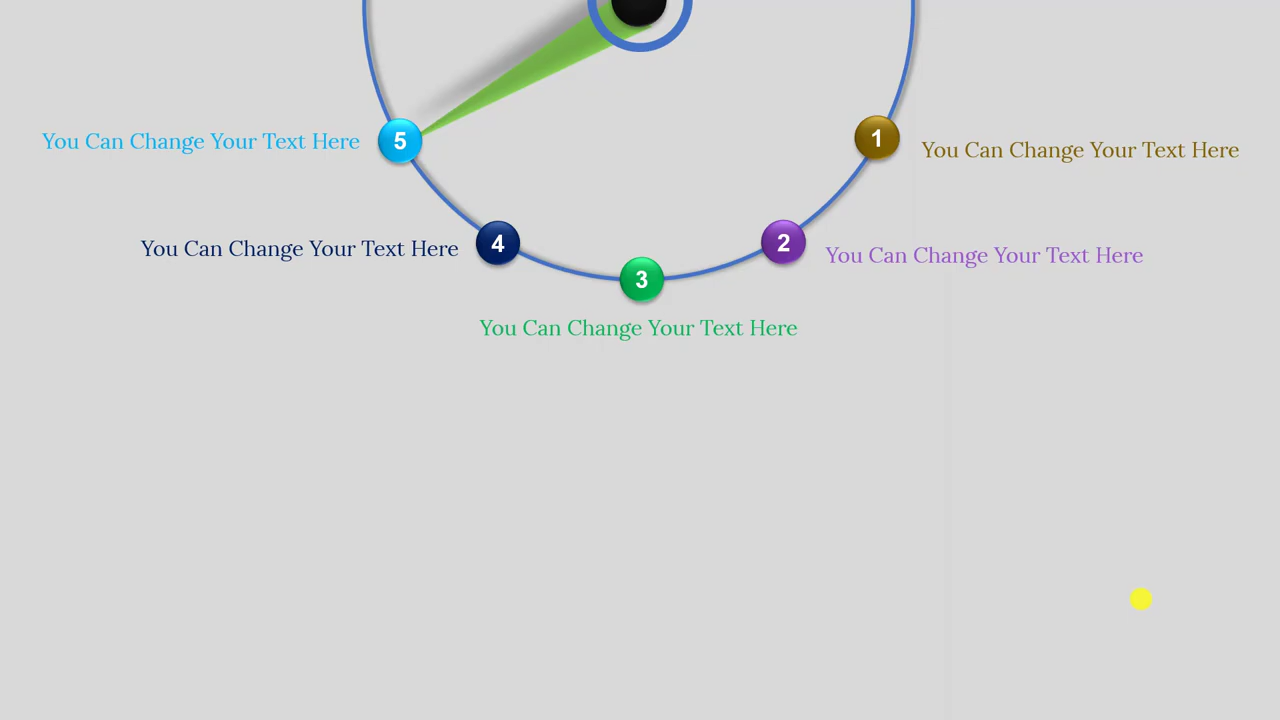 1 You Can Change Your Text Here
2 You Can Change Your Text Here
3
You Can Change Your Text Here
You Can Change Your Text Here 4
You Can Change Your Text Here 5